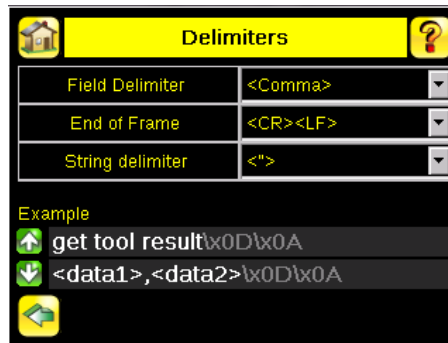 Delimiters
?
Field Delimiter <Comma>
End of Frame <CR><LF>
String delimiter <">
Example
get tool result\x0D\x0A
<data1>,<data2>\x0D\x0A